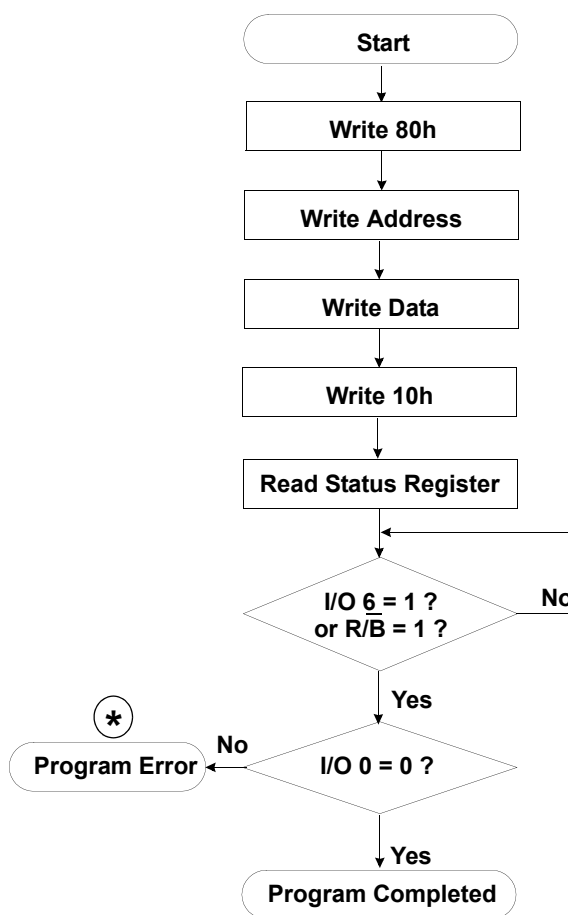 Start
Write 80h
Write Address
Write Data
Write 10h
Read Status Register
I/O 6 = 1 ?
or R/B̅ = 1 ?
No
Yes
*
No
Program Error
I/O 0 = 0 ?
Yes
Program Completed